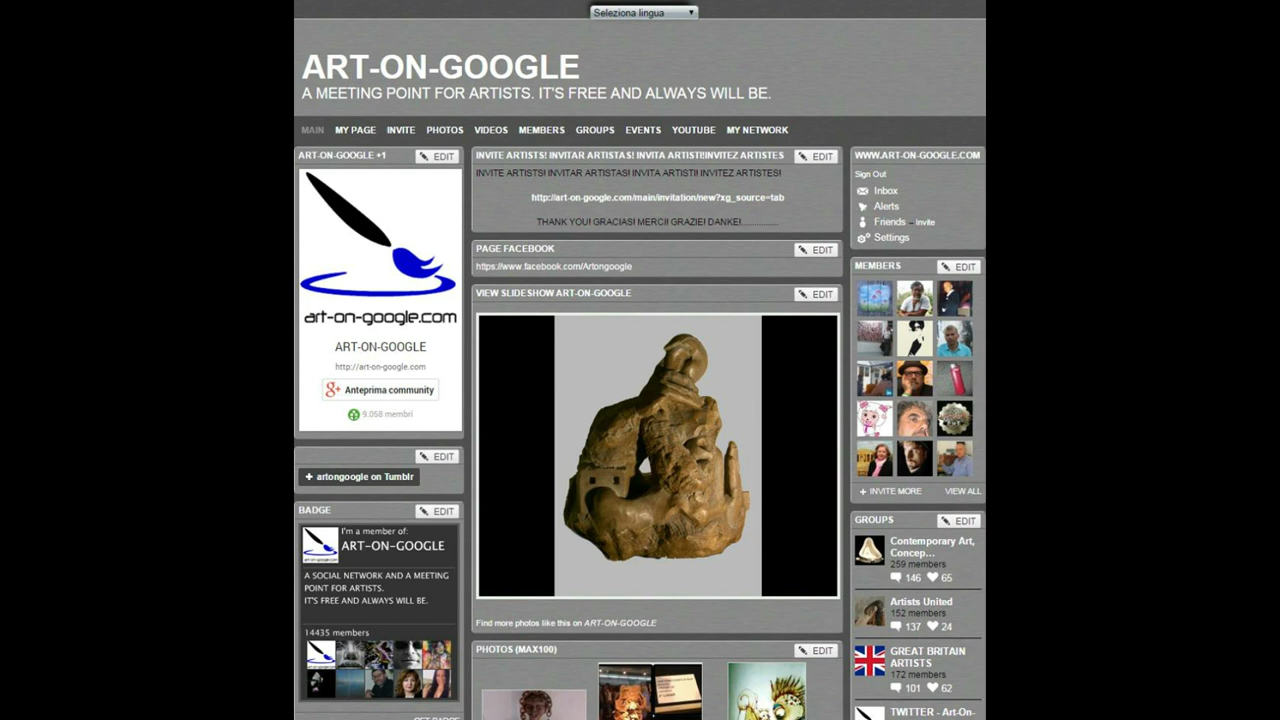 Seleziona lingua
ART-ON-GOOGLE
A MEETING POINT FOR ARTISTS. IT'S FREE AND ALWAYS WILL BE.
MAIN MY PAGE INVITE PHOTOS VIDEOS MEMBERS GROUPS EVENTS YOUTUBE MY NETWORK
ART-ON-GOOGLE +1
EDIT
art-on-google.com
ART-ON-GOOGLE
http://art-on-google.com
g+ Anteprima community
9.058 membri
EDIT
+ artongoogle on Tumblr
BADGE
EDIT
I'm a member of:
ART-ON-GOOGLE
A SOCIAL NETWORK AND A MEETING
POINT FOR ARTISTS.
IT'S FREE AND ALWAYS WILL BE.
14435 members
INVITE ARTISTS! INVITAR ARTISTAS! INVITA ARTISTI!INVITEZ ARTISTES
EDIT
INVITE ARTISTS! INVITAR ARTISTAS! INVITA ARTISTI! INVITEZ ARTISTES!
http://art-on-google.com/main/invitation/new?xg_source=tab
THANK YOU! GRACIAS! MERCI! GRAZIE! DANKE!................
PAGE FACEBOOK
EDIT
https://www.facebook.com/Artongoogle
VIEW SLIDESHOW ART-ON-GOOGLE
EDIT
Find more photos like this on ART-ON-GOOGLE
PHOTOS (MAX100)
EDIT
WWW.ART-ON-GOOGLE.COM
Sign Out
Inbox
Alerts
Friends – Invite
Settings
MEMBERS
EDIT
+ INVITE MORE VIEW ALL
GROUPS
EDIT
Contemporary Art,
Concep…
259 members
146 65
Artists United
152 members
137 24
GREAT BRITAIN
ARTISTS
172 members
101 62
TWITTER - Art-On-